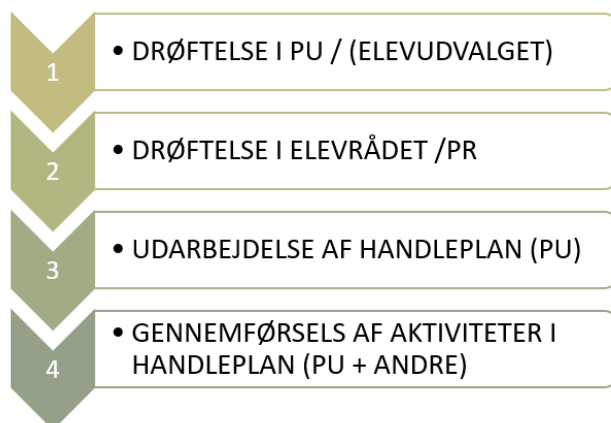 1
• DRØFTELSE I PU / (ELEVUDVALGET)
2
• DRØFTELSE I ELEVRÅDET /PR
3
• UDARBEJDELSE AF HANDLEPLAN (PU)
4
• GENNEMFØRSELS AF AKTIVITETER I
HANDLEPLAN (PU + ANDRE)